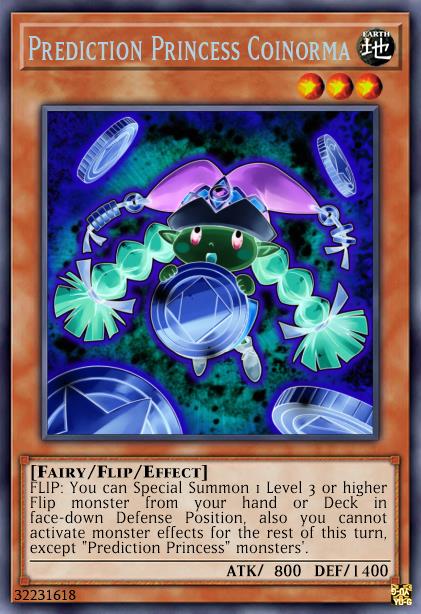 PREDICTION PRINCESS COINORMA
EARTH
地
[FAIRY/FLIP/EFFECT]
FLIP: You can Special Summon 1 Level 3 or higher
Flip monster from your hand or Deck in
face-down Defense Position, also you cannot
activate monster effects for the rest of this turn,
except "Prediction Princess" monsters'.
ATK/ 800 DEF/1400
32231618